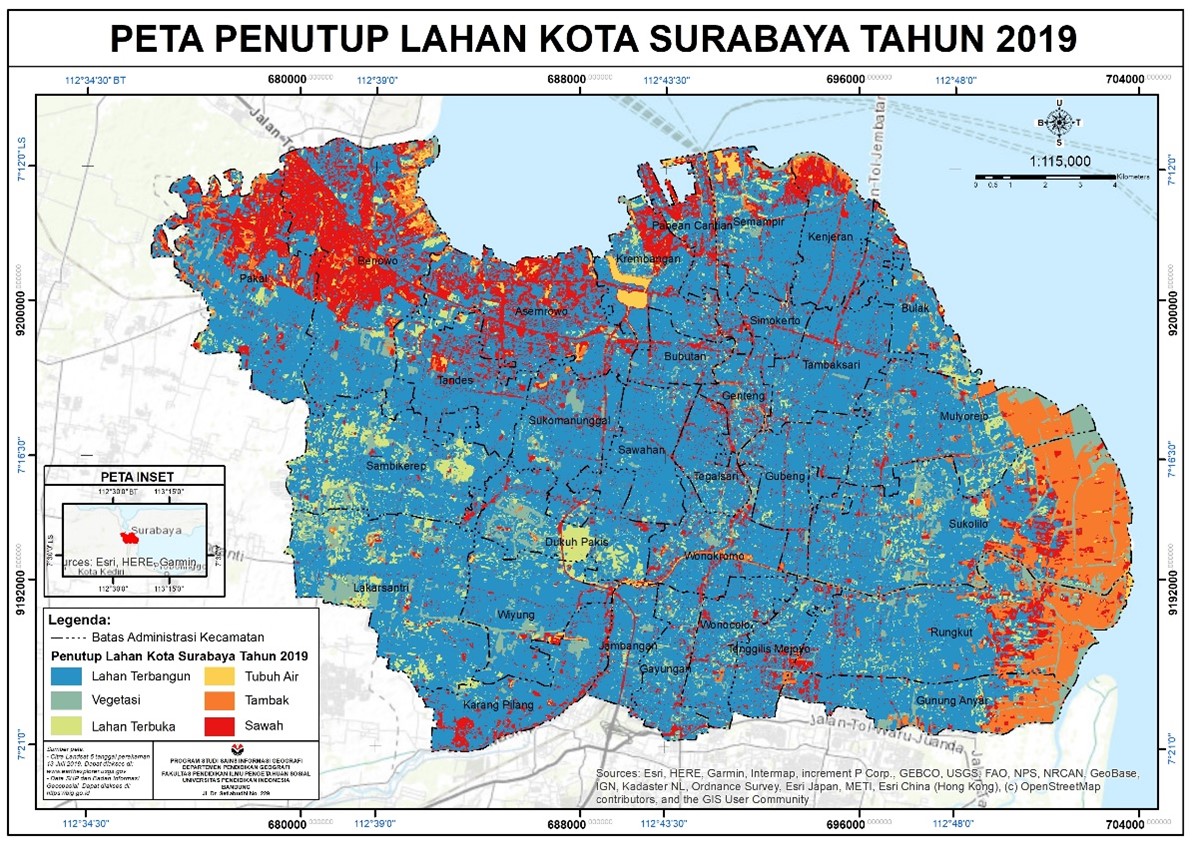 PETA PENUTUP LAHAN KOTA SURABAYA TAHUN 2019
112°34'30" BT 680000 112°39'0" 688000 112°43'30" 696000 112°48'0" 704000
7°12'0" LS
9200000
7°16'30"
9192000
7°21'0"
Jalan-T
n-Tol-Jembatan
U
B T
S
1:115,000
Kilometers
0 0.5 1 2 3 4
7°12'0"
9200000
7°16'30"
9192000
7°21'0"
Pabean Cantian
Semampir
Kenjeran
Krembangan
Benowo
Pakal
Asemrowo
Bulak
Simokerto
Bubutan
Tambaksari
Tandes
Genteng
Sukomanunggal
Mulyorejo
Sawahan
Sambikerep
Tegalsari
Gubeng
Sukolilo
Dukuh Pakis
Wonokromo
Lakarsantri
Wiyung
Wonocolo
Rungkut
Jambangan
Tenggilis Mejoyo
Gayungan
Karang Pilang
Gunung Anyar
Jalan-Tol-Waru-Juanda
PETA INSET
112°30'0" BT 113°15'0"
Surabaya
urces: Esri, HERE, Garmin,
Kota Kediri
112°30'0" 113°15'0"
Legenda:
Batas Administrasi Kecamatan
Penutup Lahan Kota Surabaya Tahun 2019
Lahan Terbangun Tubuh Air
Vegetasi Tambak
Lahan Terbuka Sawah
Sumber peta:
- Citra Landsat 5 tanggal perekaman
13 Juli 2019. Dapat diakses di:
www.earthexplorer.usgs.gov
- Data SHP dari Badan Informasi
Geospasial. Dapat diakses di
https://big.go.id
PROGRAM STUDI SAINS INFORMASI GEOGRAFI
DEPARTEMEN PENDIDIKAN GEOGRAFI
FAKULTAS PENDIDIKAN ILMU PENGETAHUAN SOSIAL
UNIVERSITAS PENDIDIKAN INDONESIA
BANDUNG
Jl. Dr. Setiabudhi No. 229
Sources: Esri, HERE, Garmin, Intermap, increment P Corp., GEBCO, USGS, FAO, NPS, NRCAN, GeoBase,
IGN, Kadaster NL, Ordnance Survey, Esri Japan, METI, Esri China (Hong Kong), (c) OpenStreetMap
contributors, and the GIS User Community
112°34'30" 680000 112°39'0" 688000 112°43'30" 696000 112°48'0" 704000